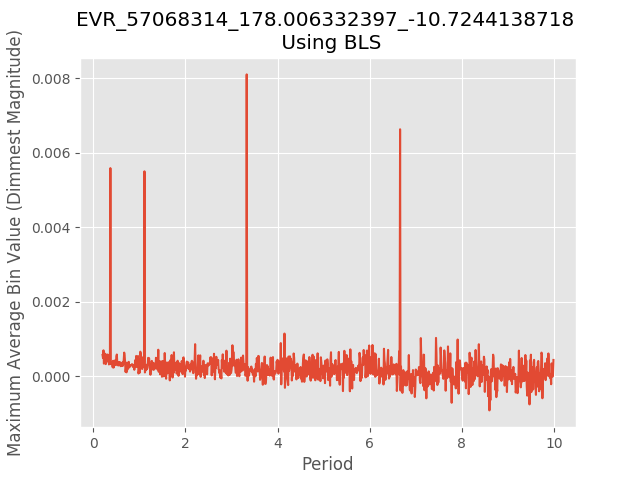 EVR_57068314_178.006332397_-10.7244138718
Using BLS
Maximum Average Bin Value (Dimmest Magnitude)
0.008
0.006
0.004
0.002
0.000
0
2
4
6
8
10
Period